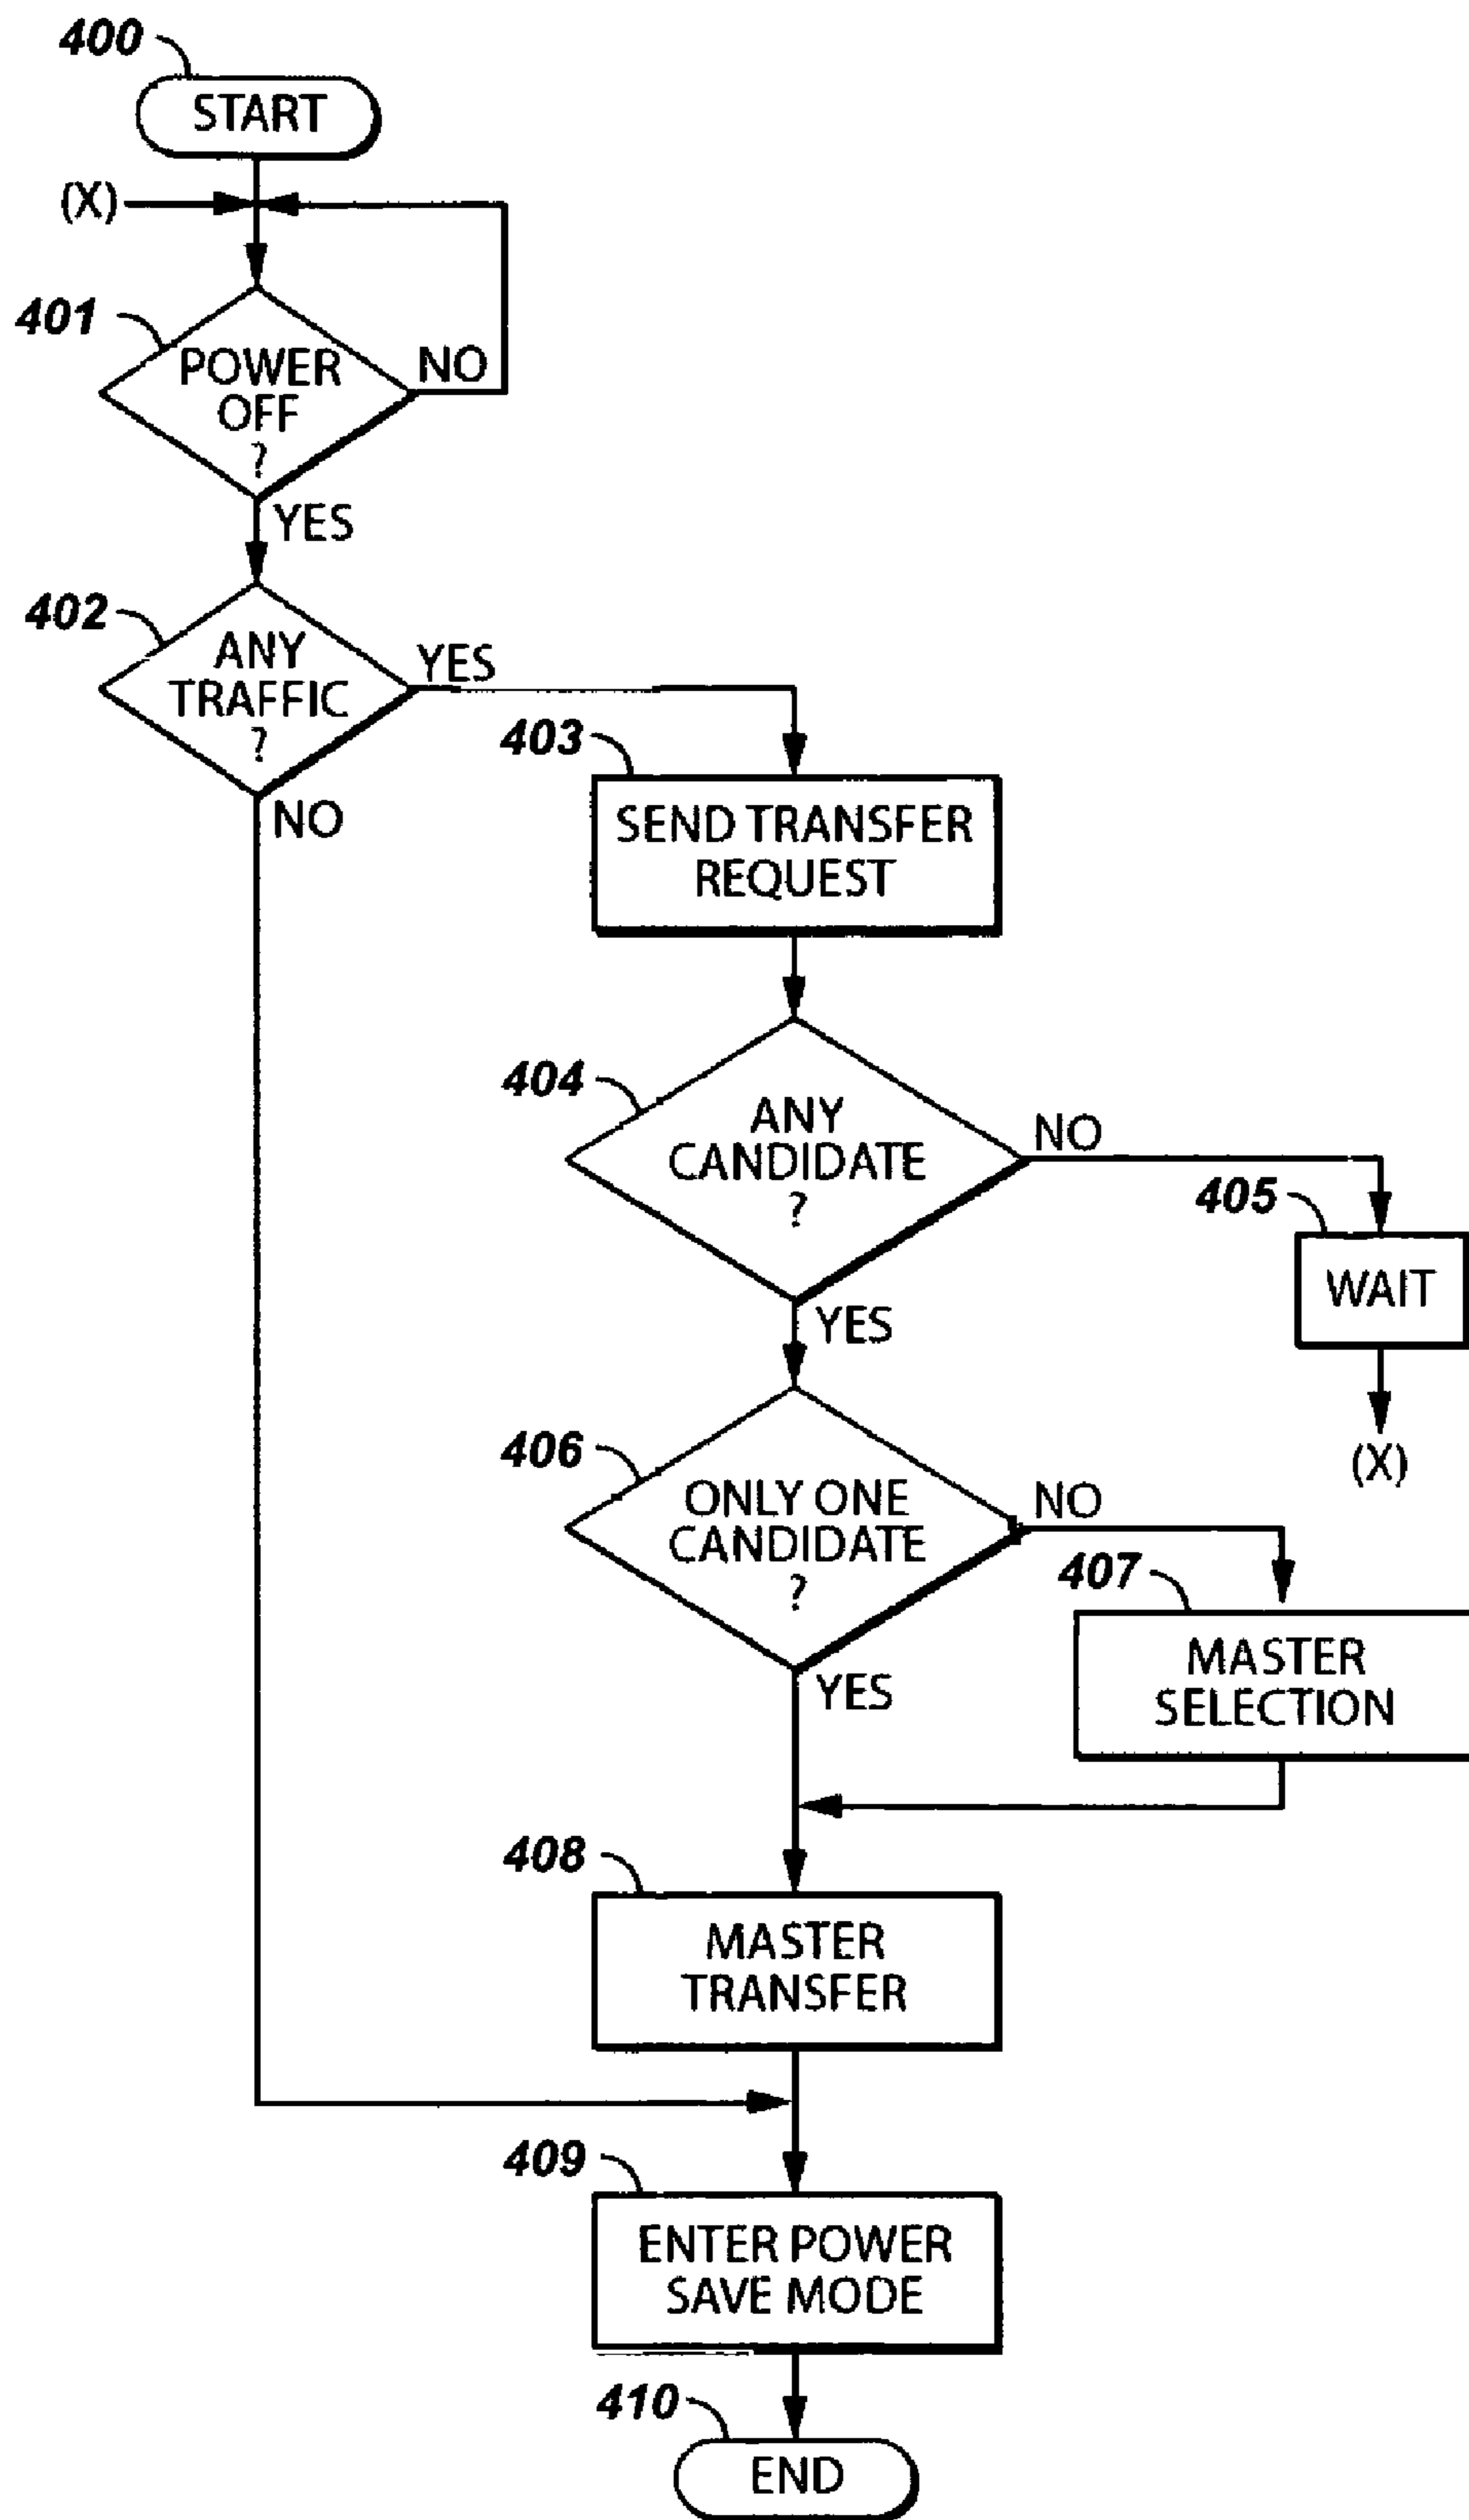 400
START
(X)
401
POWER
OFF
?
NO
YES
402
ANY
TRAFFIC
?
YES
NO
403
SEND TRANSFER
REQUEST
404
ANY
CANDIDATE
?
NO
405
WAIT
(X)
YES
406
ONLY ONE
CANDIDATE
?
NO
407
MASTER
SELECTION
YES
408
MASTER
TRANSFER
409
ENTER POWER
SAVE MODE
410
END